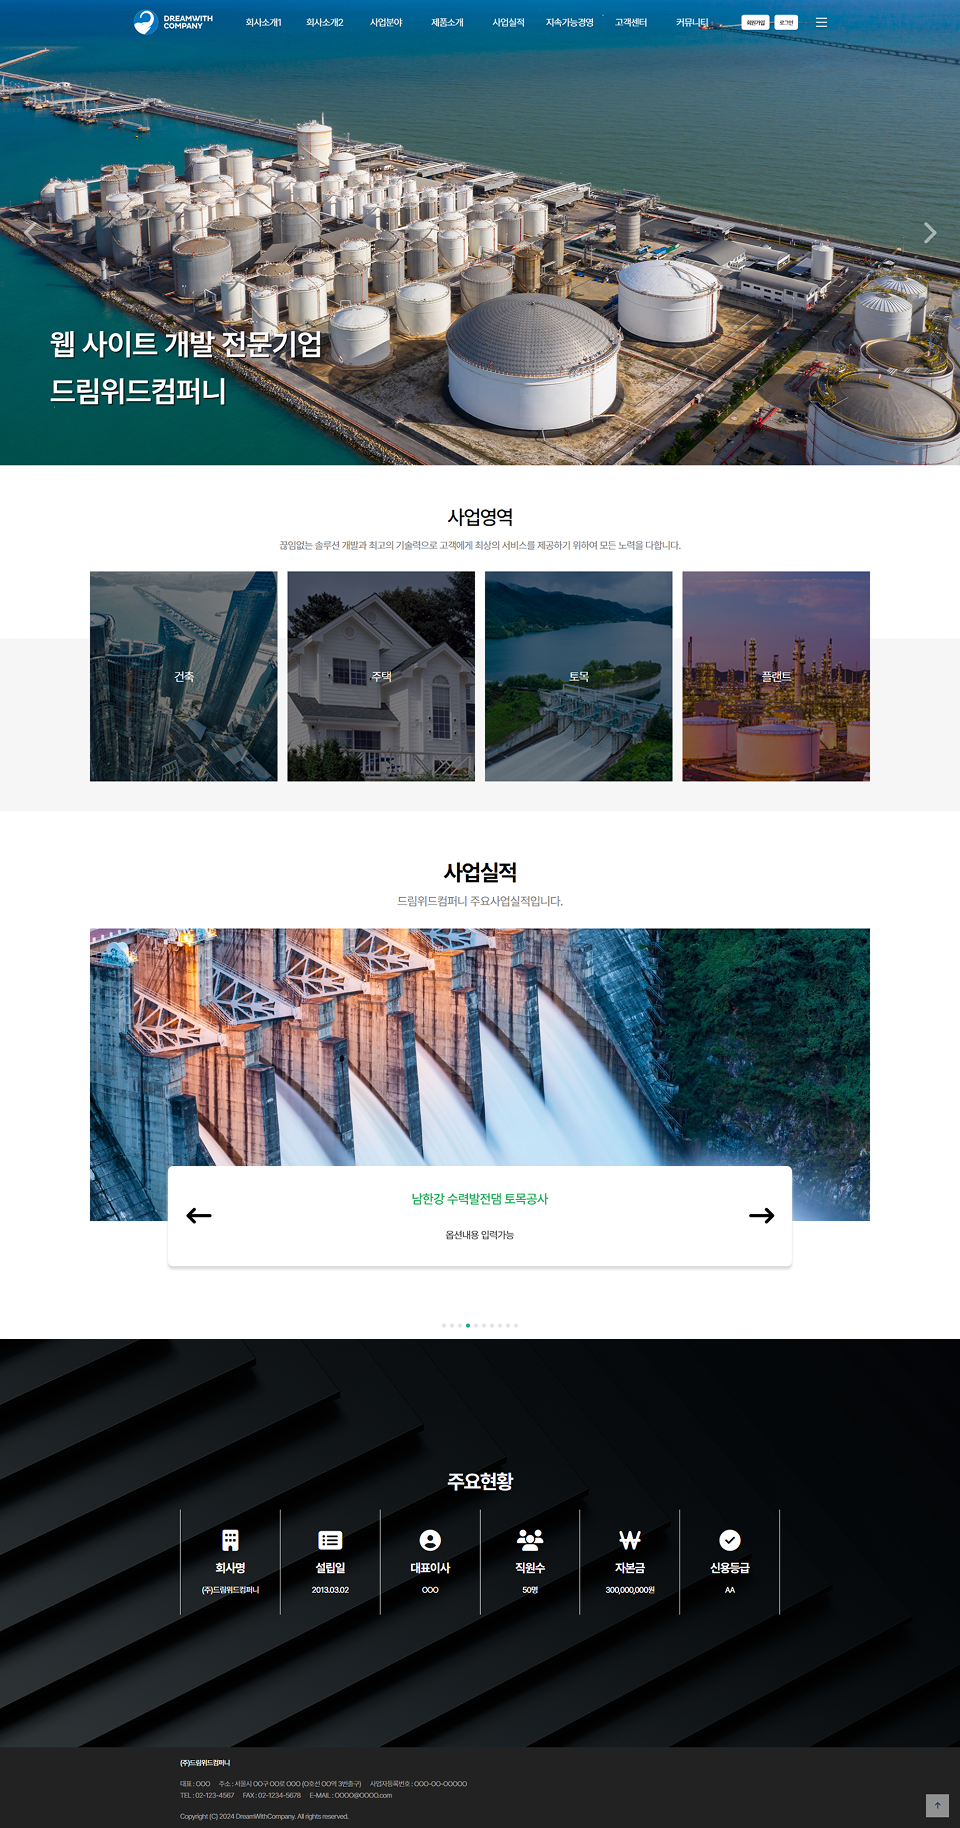 DREAMWITH
COMPANY
회사소개1 회사소개2 사업분야 제품소개 사업실적 지속가능경영 고객센터 커뮤니티 회원가입 로그인
웹 사이트 개발 전문기업
드림위드컴퍼니
사업영역
끊임없는 솔루션 개발과 최고의 기술력으로 고객에게 최상의 서비스를 제공하기 위하여 모든 노력을 다합니다.
건축 주택 토목 플랜트
사업실적
드림위드컴퍼니 주요사업실적입니다.
남한강 수력발전댐 토목공사
옵션내용 입력가능
주요현황
회사명 설립일 대표이사 직원수 자본금 신용등급
(주)드림위드컴퍼니 2013.03.02 OOO 50명 300,000,000원 AA
(주)드림위드컴퍼니
대표 : OOO 주소 : 서울시 OO구 OO로 OOO (O호선 OO역 3번출구) 사업자등록번호 : OOO-OO-OOOOO
TEL : 02-123-4567 FAX : 02-1234-5678 E-MAIL : OOOO@OOOO.com
Copyright (C) 2024 DreamWithCompany. All rights reserved.